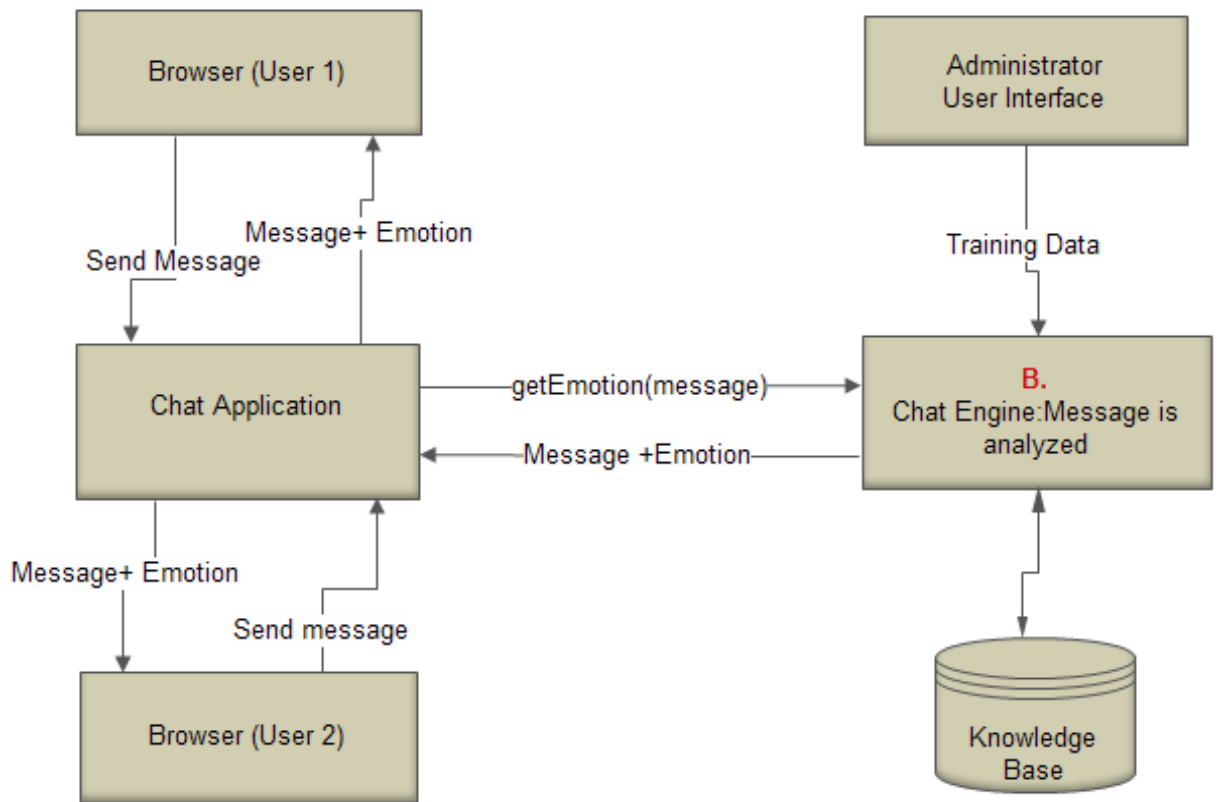 Browser (User 1)
Administrator
User Interface
Message+ Emotion
Send Message
Training Data
B.
Chat Application
getEmotion(message)
Chat Engine:Message is
analyzed
Message +Emotion
Message+ Emotion
Send message
Browser (User 2)
Knowledge
Base